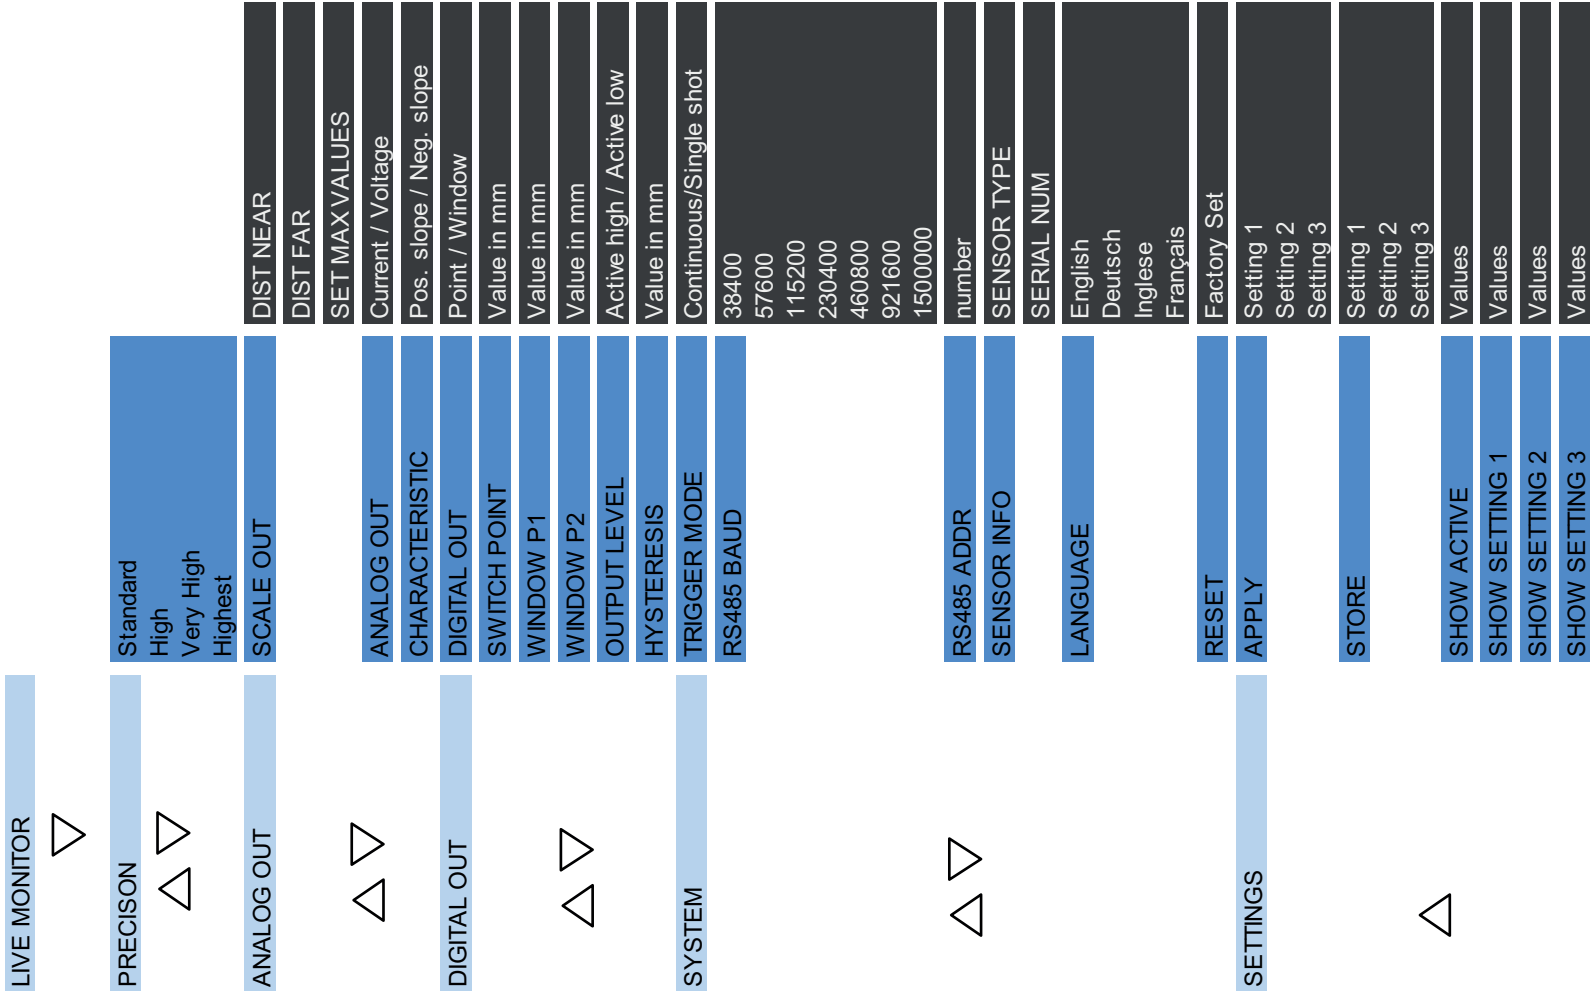 LIVE MONITOR
PRECISON
Standard
High
Very High
Highest
ANALOG OUT
SCALE OUT
DIST NEAR
DIST FAR
SET MAX VALUES
ANALOG OUT
Current / Voltage
CHARACTERISTIC
Pos. slope / Neg. slope
DIGITAL OUT
DIGITAL OUT
Point / Window
SWITCH POINT
Value in mm
WINDOW P1
Value in mm
WINDOW P2
Value in mm
OUTPUT LEVEL
Active high / Active low
HYSTERESIS
Value in mm
SYSTEM
TRIGGER MODE
Continuous/Single shot
RS485 BAUD
38400
57600
115200
230400
460800
921600
1500000
RS485 ADDR
number
SENSOR INFO
SENSOR TYPE
SERIAL NUM
LANGUAGE
English
Deutsch
Inglese
Français
RESET
Factory Set
SETTINGS
APPLY
Setting 1
Setting 2
Setting 3
STORE
Setting 1
Setting 2
Setting 3
SHOW ACTIVE
Values
SHOW SETTING 1
Values
SHOW SETTING 2
Values
SHOW SETTING 3
Values